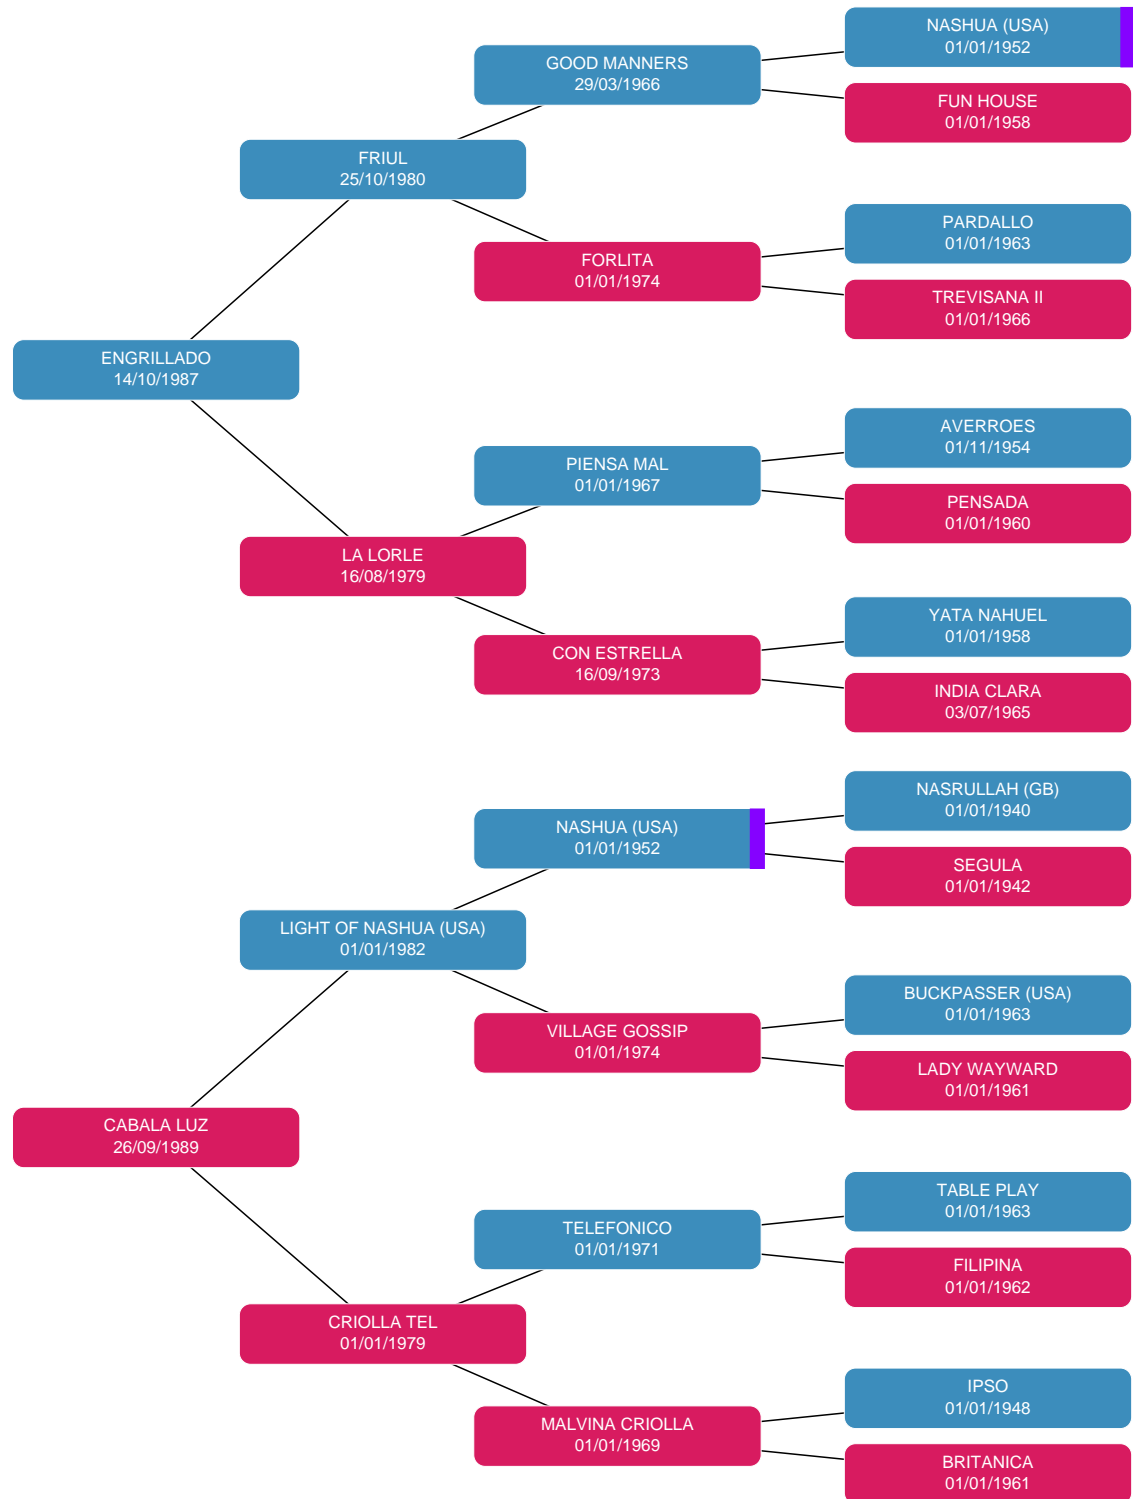 NASHUA (USA)
01/01/1952
GOOD MANNERS
29/03/1966
FUN HOUSE
01/01/1958
FRIUL
25/10/1980
PARDALLO
01/01/1963
FORLITA
01/01/1974
TREVISANA II
01/01/1966
ENGRILLADO
14/10/1987
AVERROES
01/11/1954
PIENSA MAL
01/01/1967
PENSADA
01/01/1960
LA LORLE
16/08/1979
YATA NAHUEL
01/01/1958
CON ESTRELLA
16/09/1973
INDIA CLARA
03/07/1965
NASRULLAH (GB)
01/01/1940
NASHUA (USA)
01/01/1952
SEGULA
01/01/1942
LIGHT OF NASHUA (USA)
01/01/1982
BUCKPASSER (USA)
01/01/1963
VILLAGE GOSSIP
01/01/1974
LADY WAYWARD
01/01/1961
CABALA LUZ
26/09/1989
TABLE PLAY
01/01/1963
TELEFONICO
01/01/1971
FILIPINA
01/01/1962
CRIOLLA TEL
01/01/1979
IPSO
01/01/1948
MALVINA CRIOLLA
01/01/1969
BRITANICA
01/01/1961